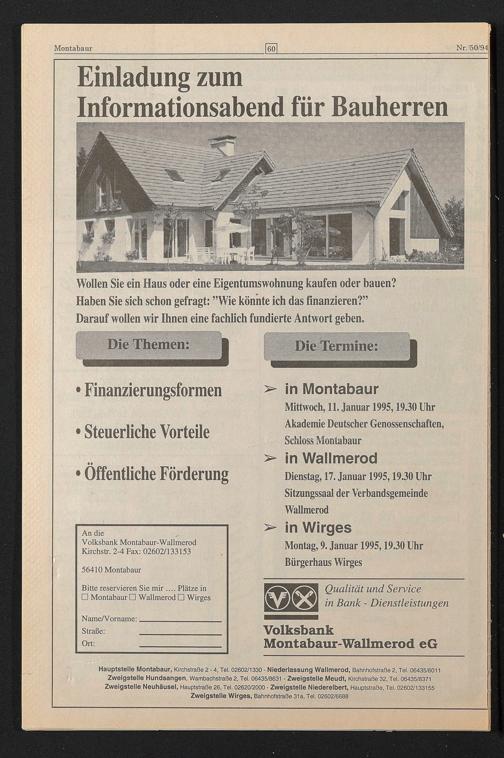 Montabaur
60
Nr. 50/94
Einladung zum
Informationsabend für Bauherren
Wollen Sie ein Haus oder eine Eigentumswohnung kaufen oder bauen?
Haben Sie sich schon gefragt: "Wie könnte ich das finanzieren?"
Darauf wollen wir Ihnen eine fachlich fundierte Antwort geben.
Die Themen:
• Finanzierungsformen
• Steuerliche Vorteile
• Öffentliche Förderung
Die Termine:
➢ in Montabaur
Mittwoch, 11. Januar 1995, 19.30 Uhr
Akademie Deutscher Genossenschaften,
Schloss Montabaur
➢ in Wallmerod
Dienstag, 17. Januar 1995, 19.30 Uhr
Sitzungssaal der Verbandsgemeinde
Wallmerod
➢ in Wirges
Montag, 9. Januar 1995, 19.30 Uhr
Bürgerhaus Wirges
An die
Volksbank Montabaur-Wallmerod
Kirchstr. 2-4 Fax: 02602/133153
56410 Montabaur
Bitte reservieren Sie mir .... Plätze in
☐ Montabaur ☐ Wallmerod ☐ Wirges
Name/Vorname:
Straße:
Ort:
Qualität und Service
in Bank - Dienstleistungen
Volksbank
Montabaur-Wallmerod eG
Hauptstelle Montabaur, Kirchstraße 2 - 4, Tel. 02602/1330 - Niederlassung Wallmerod, Bahnhofstraße 2, Tel. 06435/6011
Zweigstelle Hundsangen, Wambachstraße 2, Tel. 06435/8631 - Zweigstelle Meudt, Kirchstraße 32, Tel. 06435/8371
Zweigstelle Neuhäusel, Hauptstraße 26, Tel. 02620/2000 - Zweigstelle Niederelbert, Hauptstraße, Tel. 02602/133155
Zweigstelle Wirges, Bahnhofstraße 31a, Tel. 02602/6688